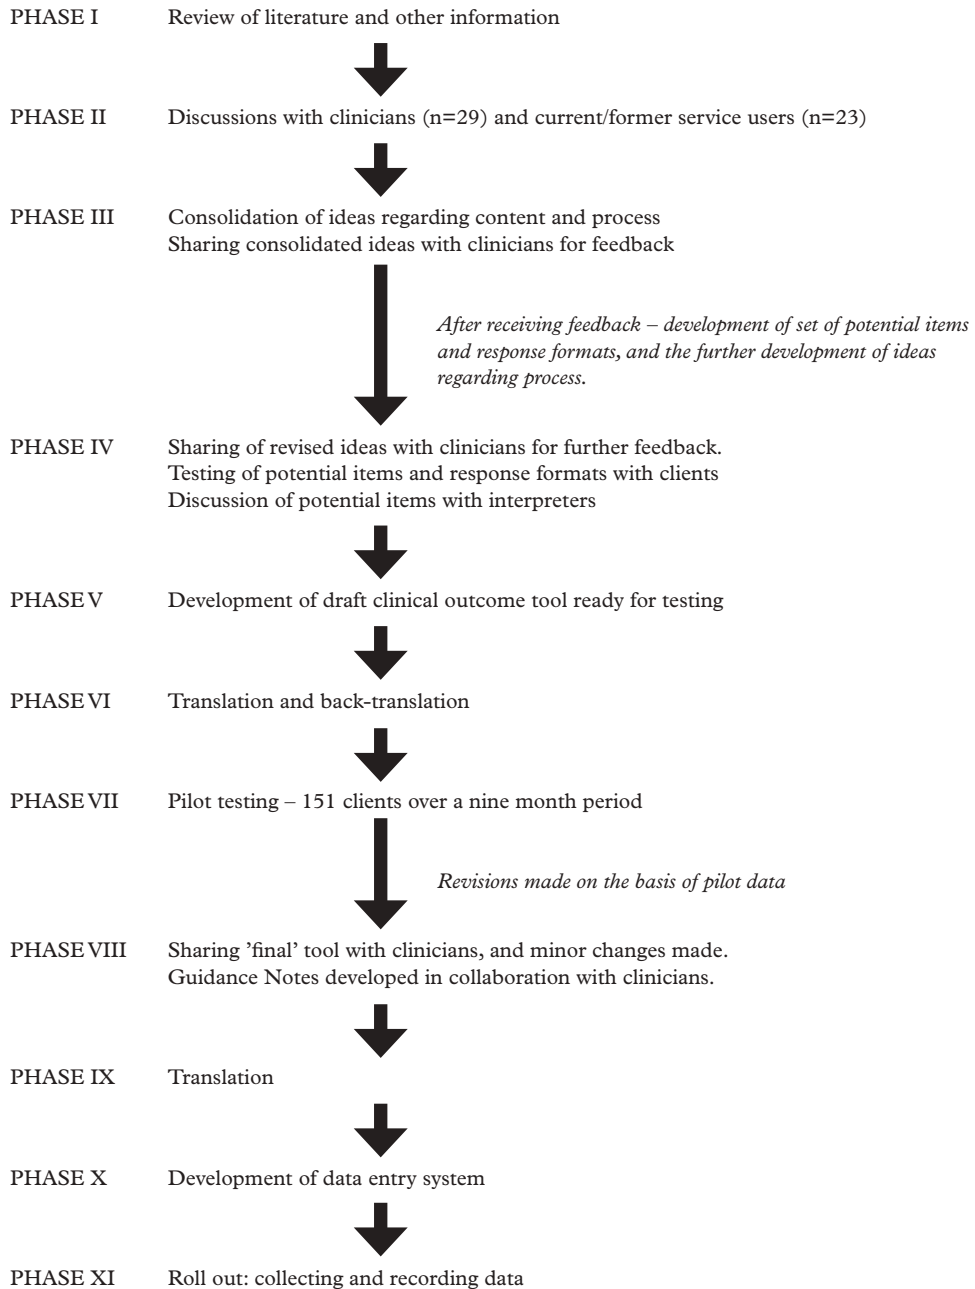 PHASE I Review of literature and other information
PHASE II Discussions with clinicians (n=29) and current/former service users (n=23)
PHASE III Consolidation of ideas regarding content and process
Sharing consolidated ideas with clinicians for feedback
After receiving feedback – development of set of potential items
and response formats, and the further development of ideas
regarding process.
PHASE IV Sharing of revised ideas with clinicians for further feedback.
Testing of potential items and response formats with clients
Discussion of potential items with interpreters
PHASE V Development of draft clinical outcome tool ready for testing
PHASE VI Translation and back-translation
PHASE VII Pilot testing – 151 clients over a nine month period
Revisions made on the basis of pilot data
PHASE VIII Sharing ’final’ tool with clinicians, and minor changes made.
Guidance Notes developed in collaboration with clinicians.
PHASE IX Translation
PHASE X Development of data entry system
PHASE XI Roll out: collecting and recording data